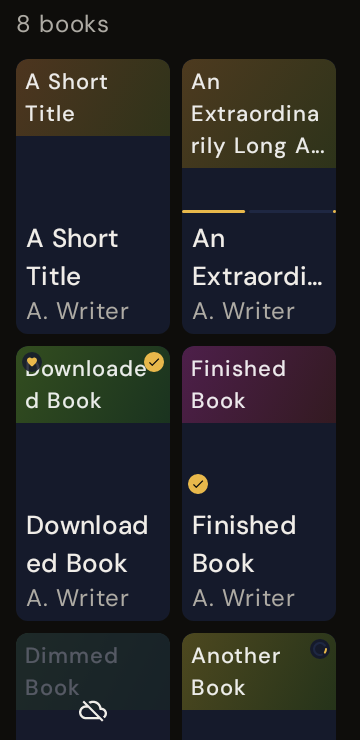 8 books
A Short
Title
A Short
Title
A. Writer
An
Extraordina
rily Long A...
An
Extraordi...
A. Writer
Downloade
d Book
Download
ed Book
A. Writer
Finished
Book
Finished
Book
A. Writer
Dimmed
Book
Another
Book